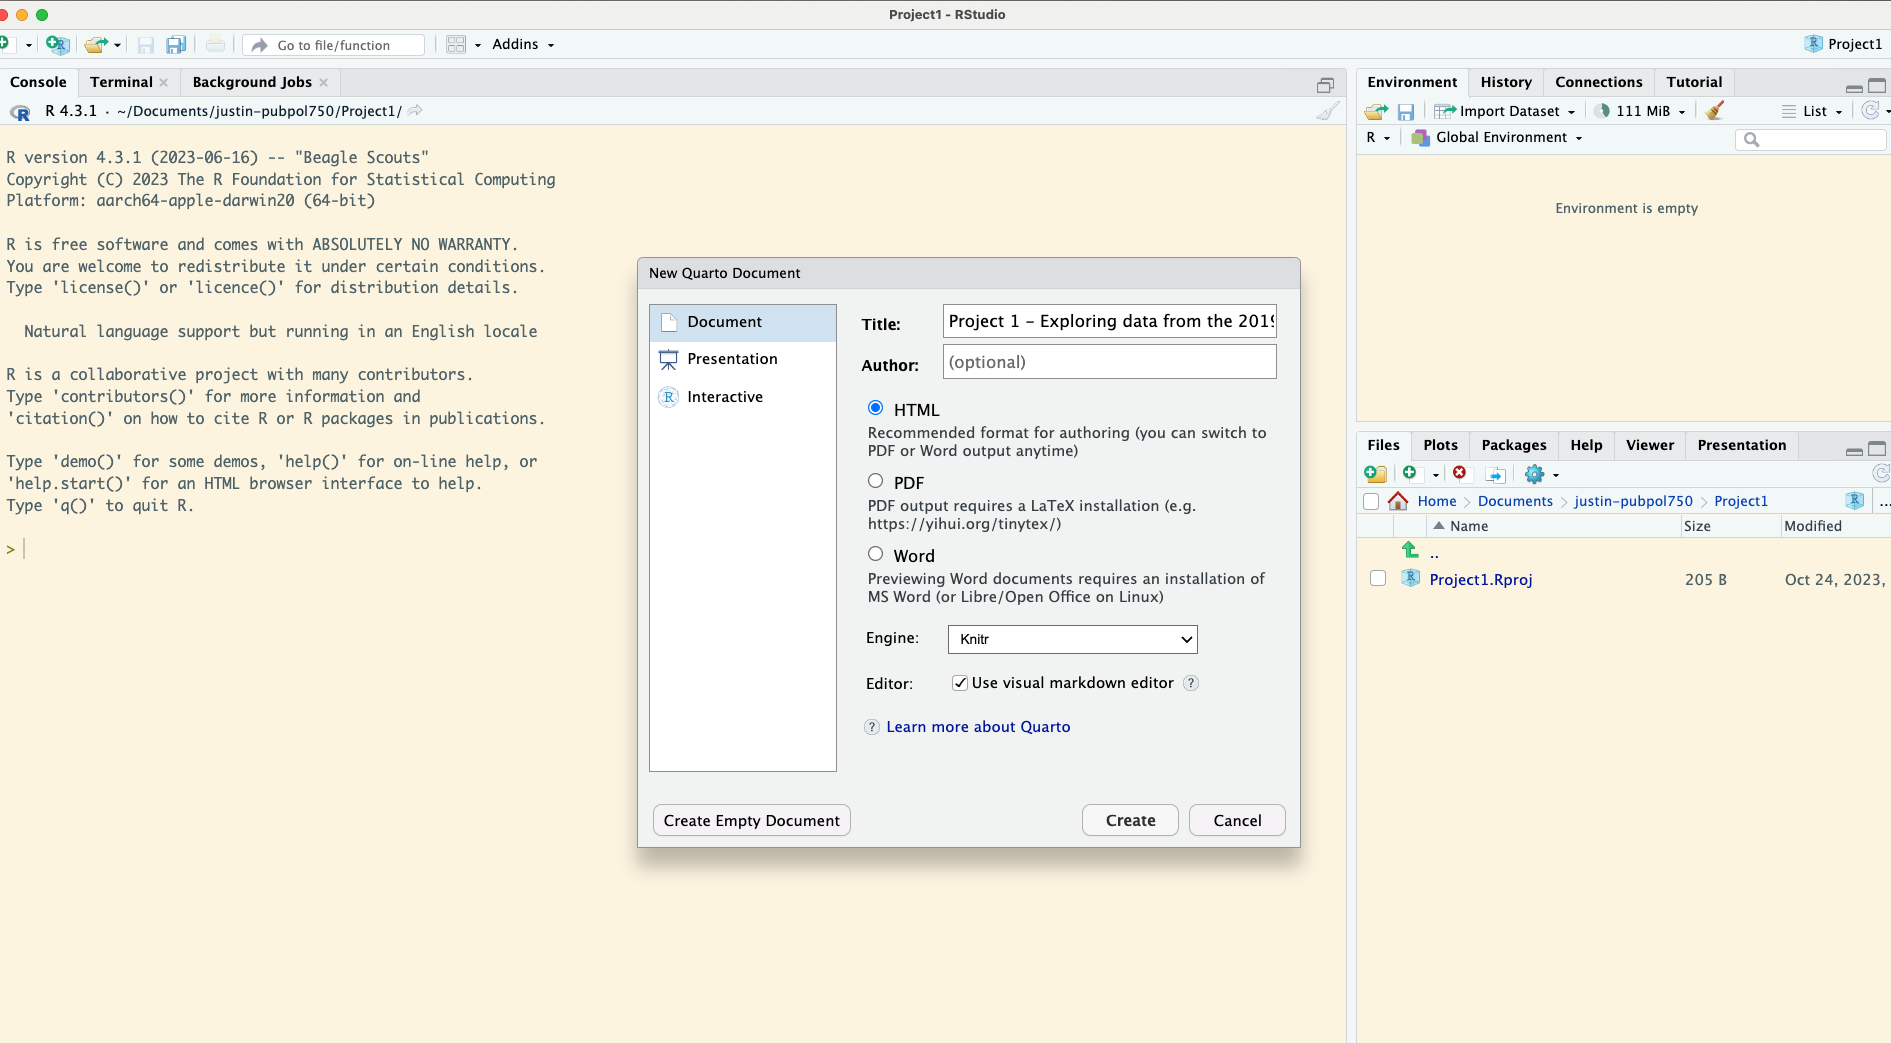 Project1 - RStudio
Go to file/function
Addins
Project1
Console Terminal Background Jobs
R 4.3.1 · ~/Documents/justin-pubpol750/Project1/
R version 4.3.1 (2023-06-16) -- "Beagle Scouts"
Copyright (C) 2023 The R Foundation for Statistical Computing
Platform: aarch64-apple-darwin20 (64-bit)
R is free software and comes with ABSOLUTELY NO WARRANTY.
You are welcome to redistribute it under certain conditions.
Type 'license()' or 'licence()' for distribution details.
Natural language support but running in an English locale
R is a collaborative project with many contributors.
Type 'contributors()' for more information and
'citation()' on how to cite R or R packages in publications.
Type 'demo()' for some demos, 'help()' for on-line help, or
'help.start()' for an HTML browser interface to help.
Type 'q()' to quit R.
>
New Quarto Document
Document
Presentation
Interactive
Title: Project 1 – Exploring data from the 2019
Author: (optional)
HTML
Recommended format for authoring (you can switch to
PDF or Word output anytime)
PDF
PDF output requires a LaTeX installation (e.g.
https://yihui.org/tinytex/)
Word
Previewing Word documents requires an installation of
MS Word (or Libre/Open Office on Linux)
Engine: Knitr
Editor: Use visual markdown editor ?
? Learn more about Quarto
Create Empty Document Create Cancel
Environment History Connections Tutorial
Import Dataset 111 MiB List
R Global Environment
Environment is empty
Files Plots Packages Help Viewer Presentation
Home > Documents > justin-pubpol750 > Project1 ...
Name Size Modified
..
Project1.Rproj 205 B Oct 24, 2023,